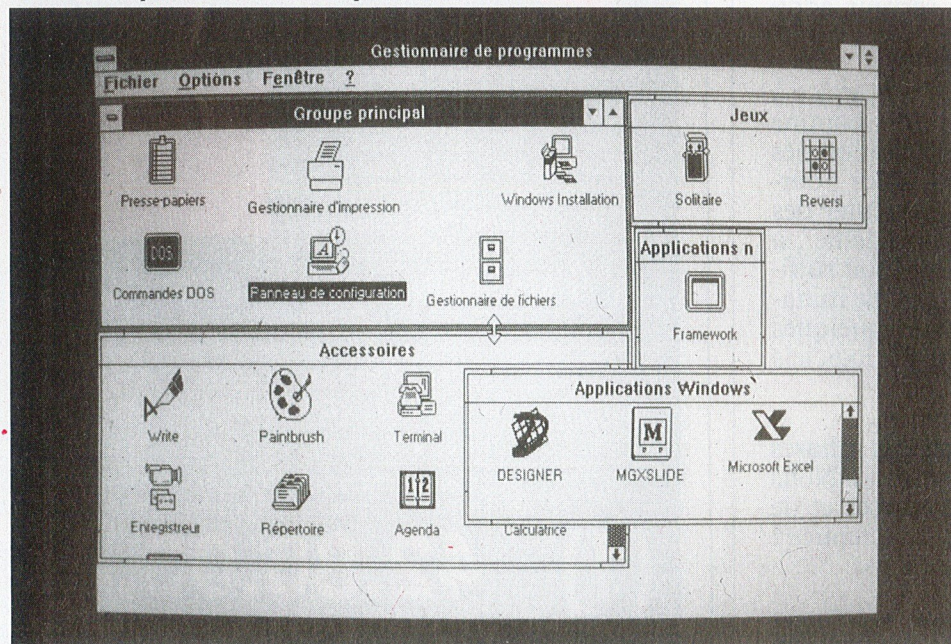 Gestionnaire de programmes
Fichier Options Fenêtre ?
Groupe principal
Presse-papiers
Gestionnaire d'impression
Windows Installation
DOS
Commandes DOS
Panneau de configuration
Gestionnaire de fichiers
Jeux
Solitaire
Reversi
Applications n
Framework
Accessoires
Write
Paintbrush
Terminal
Enregistreur
Répertoire
Agenda
Calculatrice
Applications Windows
DESIGNER
M
MGXSLIDE
Microsoft Excel